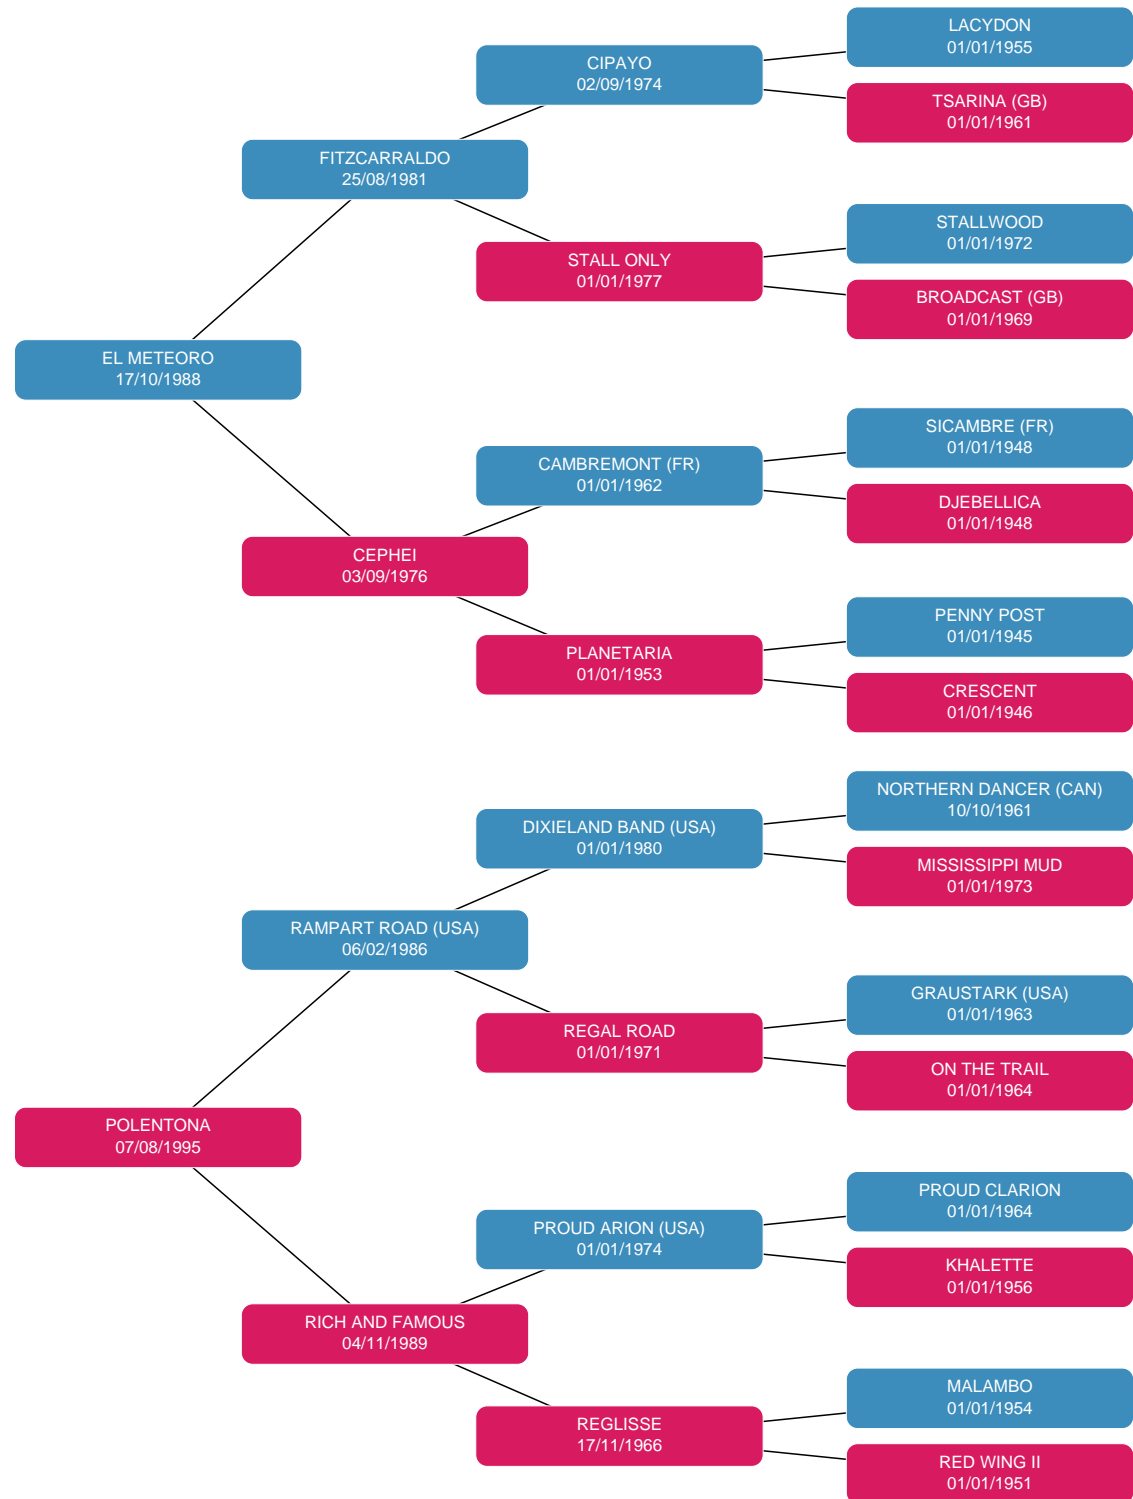 LACYDON
01/01/1955
CIPAYO
02/09/1974
TSARINA (GB)
01/01/1961
FITZCARRALDO
25/08/1981
STALLWOOD
01/01/1972
STALL ONLY
01/01/1977
BROADCAST (GB)
01/01/1969
EL METEORO
17/10/1988
SICAMBRE (FR)
01/01/1948
CAMBREMONT (FR)
01/01/1962
DJEBELLICA
01/01/1948
CEPHEI
03/09/1976
PENNY POST
01/01/1945
PLANETARIA
01/01/1953
CRESCENT
01/01/1946
NORTHERN DANCER (CAN)
10/10/1961
DIXIELAND BAND (USA)
01/01/1980
MISSISSIPPI MUD
01/01/1973
RAMPART ROAD (USA)
06/02/1986
GRAUSTARK (USA)
01/01/1963
REGAL ROAD
01/01/1971
ON THE TRAIL
01/01/1964
POLENTONA
07/08/1995
PROUD CLARION
01/01/1964
PROUD ARION (USA)
01/01/1974
KHALETTE
01/01/1956
RICH AND FAMOUS
04/11/1989
MALAMBO
01/01/1954
REGLISSE
17/11/1966
RED WING II
01/01/1951